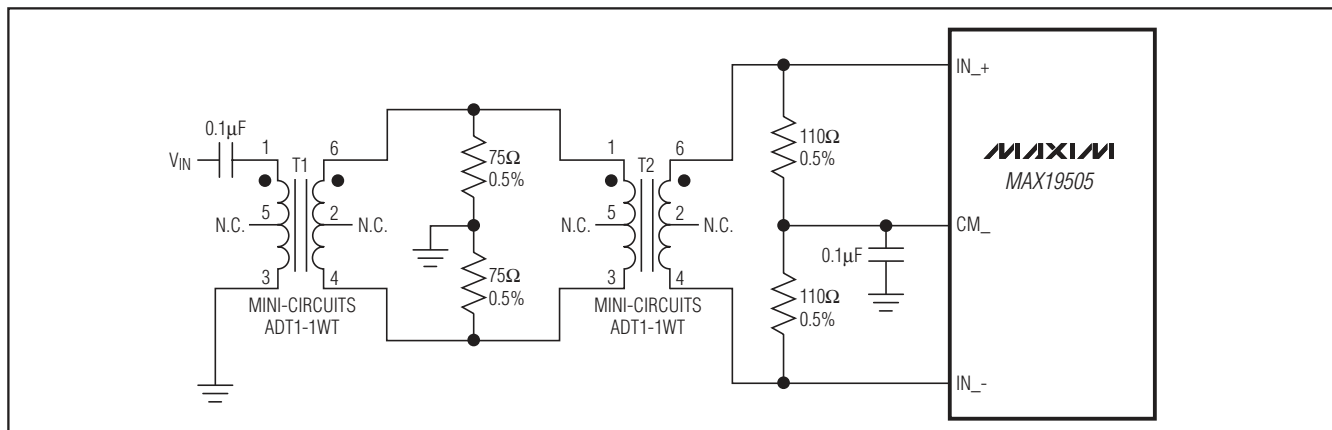 0.1µF
V_IN
1
6
T1
5
2
N.C.
N.C.
3
4
MINI-CIRCUITS
ADT1-1WT
75Ω
0.5%
75Ω
0.5%
1
6
T2
5
2
N.C.
N.C.
3
4
MINI-CIRCUITS
ADT1-1WT
110Ω
0.5%
110Ω
0.5%
0.1µF
IN_+
MAXIM
MAX19505
CM_
IN_-